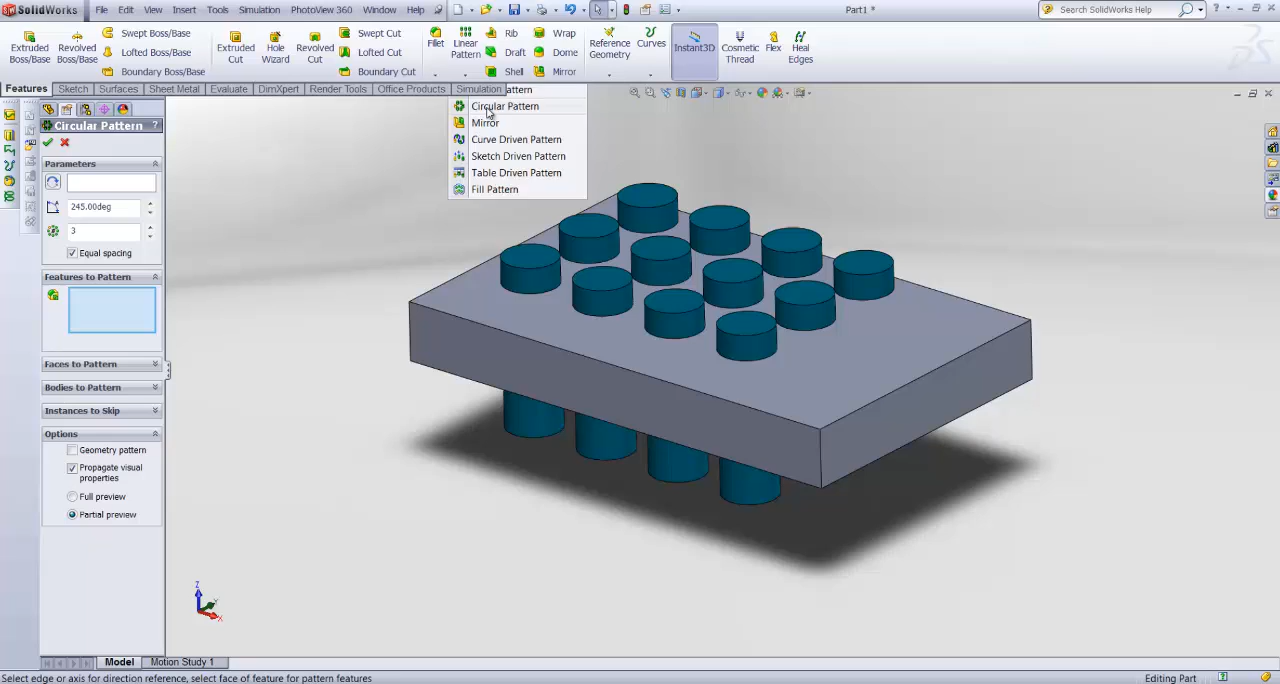 SolidWorks File Edit View Insert Tools Simulation PhotoView 360 Window Help Part1 * Search SolidWorks Help
Extruded Boss/Base
Revolved Boss/Base
Swept Boss/Base
Lofted Boss/Base
Boundary Boss/Base
Extruded Cut
Hole Wizard
Revolved Cut
Swept Cut
Lofted Cut
Boundary Cut
Fillet
Linear Pattern
Rib
Draft
Shell
Wrap
Dome
Mirror
Reference Geometry
Curves
Instant3D
Cosmetic Thread
Flex
Heal Edges
Features Sketch Surfaces Sheet Metal Evaluate DimXpert Render Tools Office Products Simulation
attern
Circular Pattern
Mirror
Curve Driven Pattern
Sketch Driven Pattern
Table Driven Pattern
Fill Pattern
Circular Pattern ?
Parameters
245.00deg
3
Equal spacing
Features to Pattern
Faces to Pattern
Bodies to Pattern
Instances to Skip
Options
Geometry pattern
Propagate visual
properties
Full preview
Partial preview
Z
X
Model Motion Study 1
Select edge or axis for direction reference, select face of feature for pattern features Editing Part